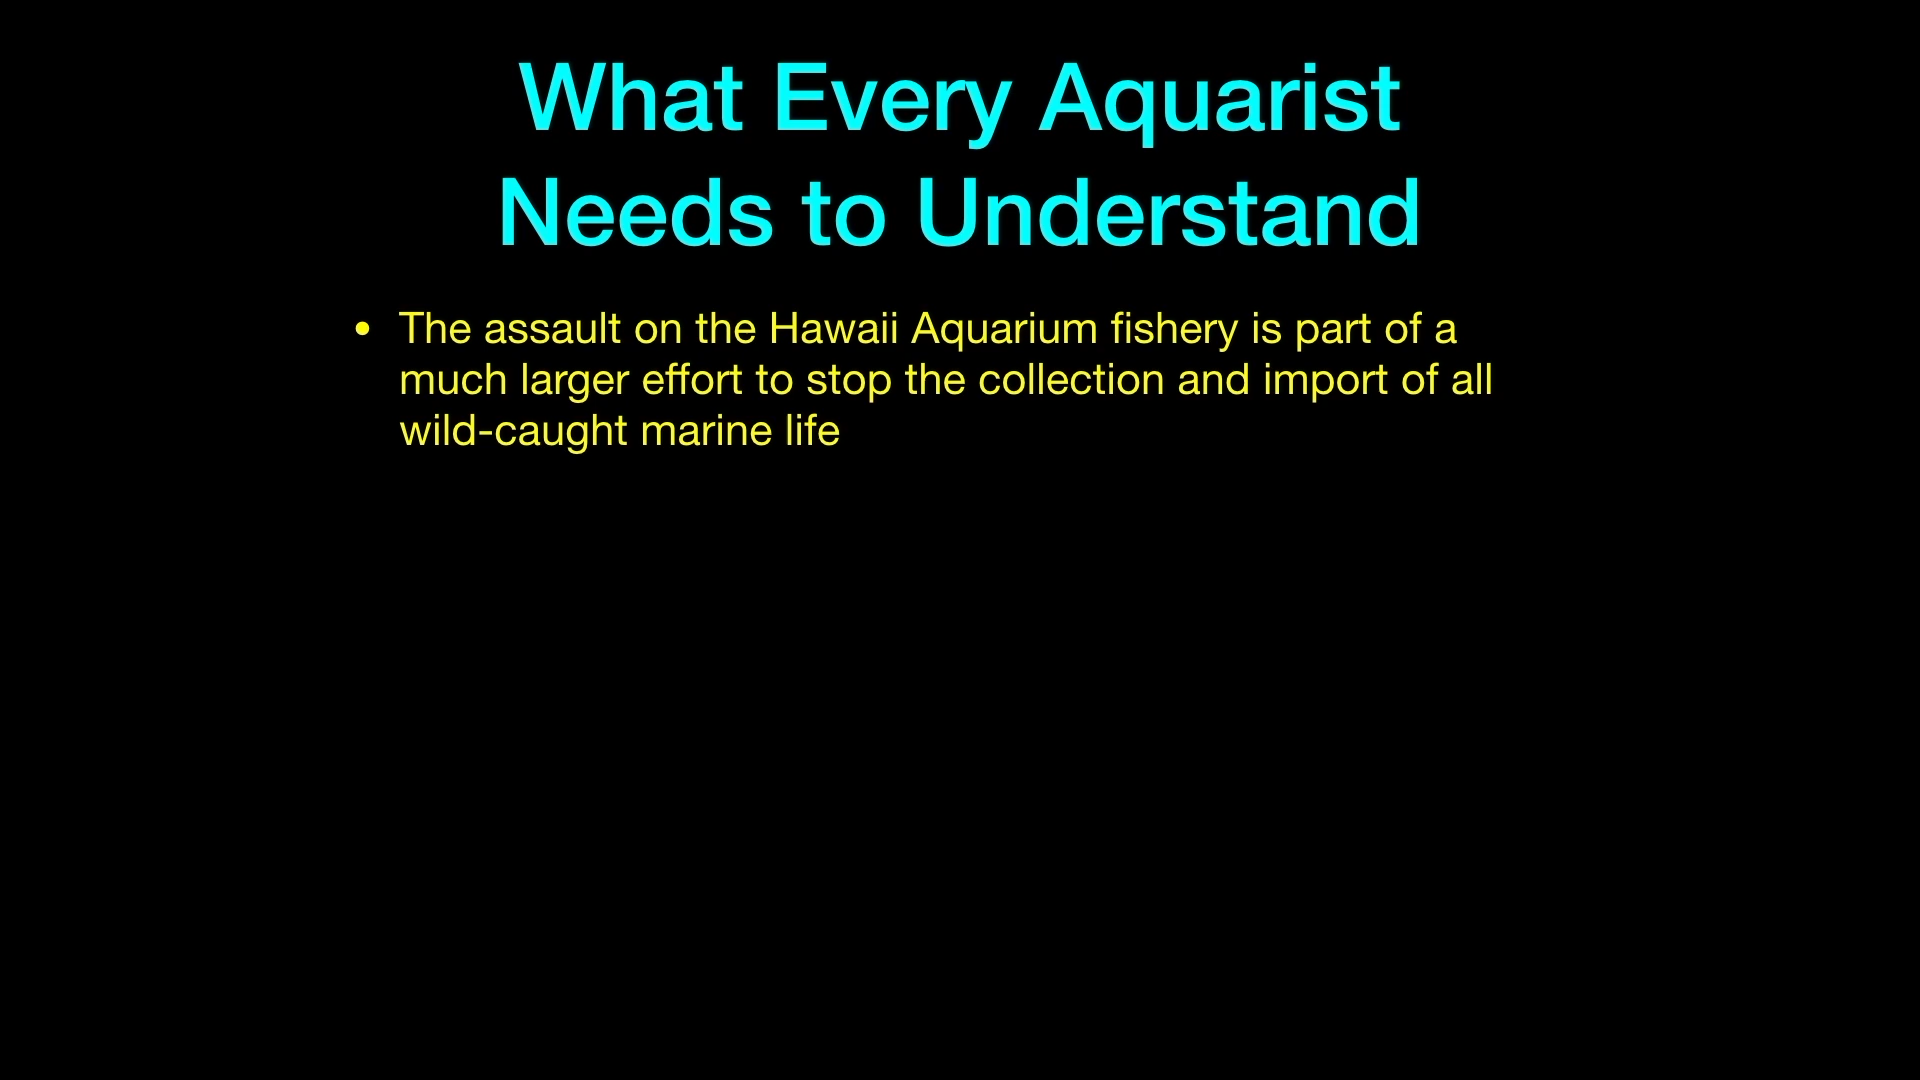 What Every Aquarist
Needs to Understand
• The assault on the Hawaii Aquarium fishery is part of a
much larger effort to stop the collection and import of all
wild-caught marine life